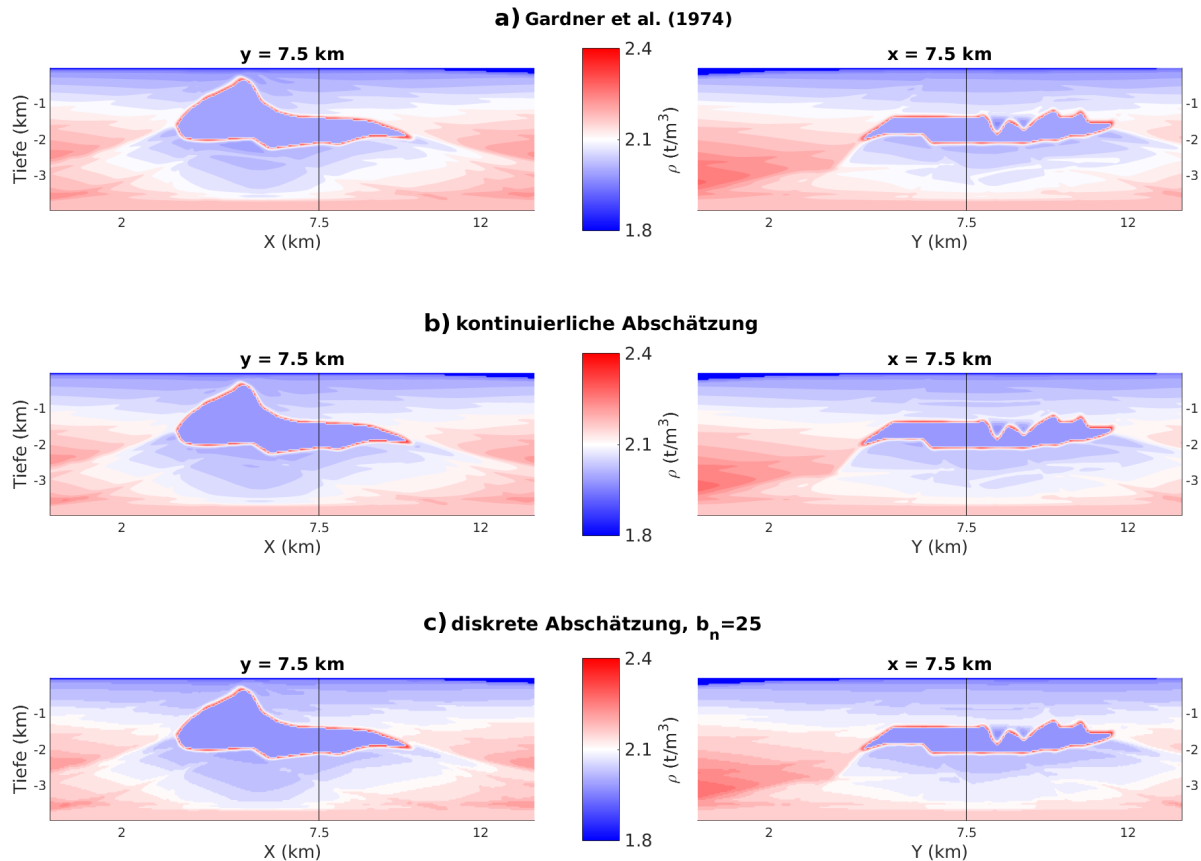 a) Gardner et al. (1974)
y = 7.5 km
2.4
x = 7.5 km
Tiefe (km)
-1
-2
-3
2.1
ρ (t/m³)
-1
-2
-3
1.8
2
7.5
12
2
7.5
12
X (km)
Y (km)
b) kontinuierliche Abschätzung
y = 7.5 km
2.4
x = 7.5 km
Tiefe (km)
-1
-2
-3
2.1
ρ (t/m³)
-1
-2
-3
1.8
2
7.5
12
2
7.5
12
X (km)
Y (km)
c) diskrete Abschätzung, bₙ=25
y = 7.5 km
2.4
x = 7.5 km
Tiefe (km)
-1
-2
-3
2.1
ρ (t/m³)
-1
-2
-3
1.8
2
7.5
12
2
7.5
12
X (km)
Y (km)